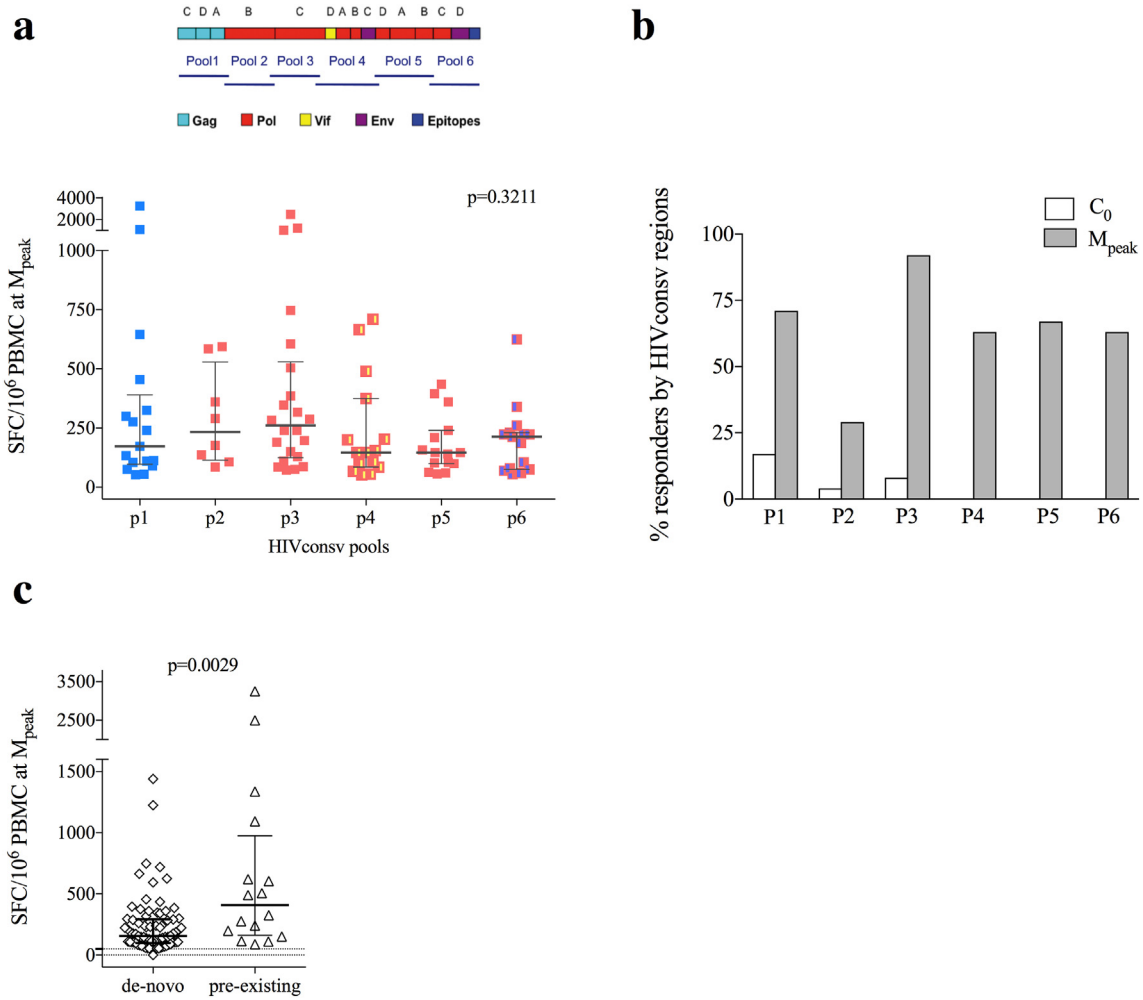 a
C D A B C D A B C D A B C D
Pool1 Pool 2 Pool 3 Pool 4 Pool 5 Pool 6
Gag Pol Vif Env Epitopes
p=0.3211
SFC/10⁶ PBMC at Mpeak
4000
2000
1000
750
500
250
0
p1 p2 p3 p4 p5 p6
HIVconsv pools
b
% responders by HIVconsv regions
C₀
Mpeak
100
75
50
25
0
P1 P2 P3 P4 P5 P6
c
p=0.0029
SFC/10⁶ PBMC at Mpeak
3500
2500
1500
1000
500
0
de-novo pre-existing